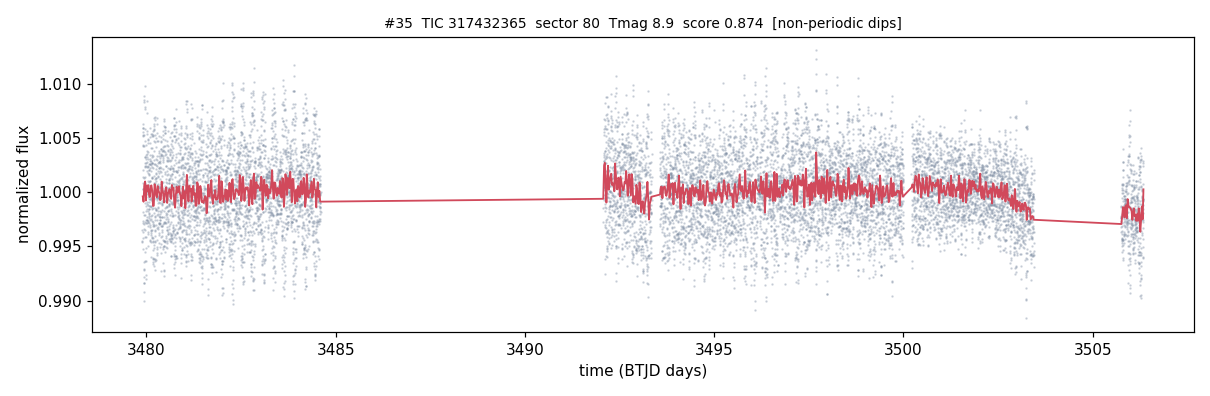 #35 TIC 317432365 sector 80 Tmag 8.9 score 0.874 [non-periodic dips]
normalized flux
1.010
1.005
1.000
0.995
0.990
3480 3485 3490 3495 3500 3505
time (BTJD days)